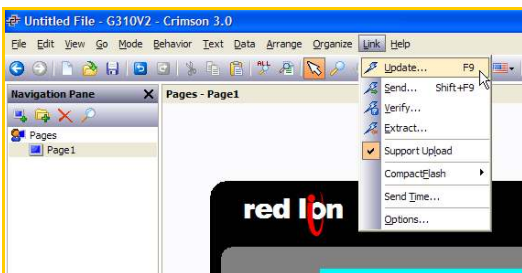 Untitled File - G310V2 - Crimson 3.0
File Edit View Go Mode Behavior Text Data Arrange Organize Link Help
Navigation Pane X
Pages - Page1
Pages
Page1
Update... F9
Send... Shift+F9
Verify...
Extract...
Support Upload
CompactFlash
Send Time...
Options...
red lion